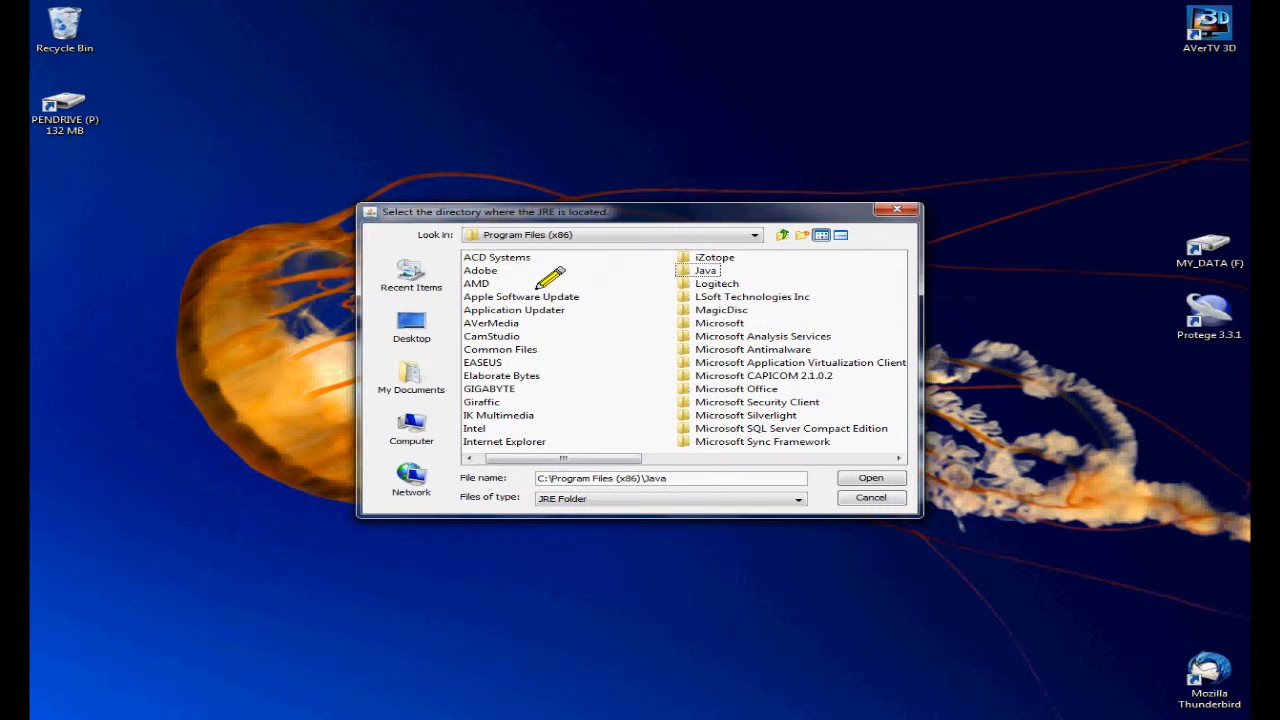 Recycle Bin
PENDRIVE (P)
132 MB
3D
AVerTV 3D
MY_DATA (F)
Protege 3.3.1
Mozilla
Thunderbird
Select the directory where the JRE is located.
Look in:
Program Files (x86)
Recent Items
Desktop
My Documents
Computer
Network
ACD Systems
Adobe
AMD
Apple Software Update
Application Updater
AVerMedia
CamStudio
Common Files
EASEUS
Elaborate Bytes
GIGABYTE
Giraffic
IK Multimedia
Intel
Internet Explorer
iZotope
Java
Logitech
LSoft Technologies Inc
MagicDisc
Microsoft
Microsoft Analysis Services
Microsoft Antimalware
Microsoft Application Virtualization Client
Microsoft CAPICOM 2.1.0.2
Microsoft Office
Microsoft Security Client
Microsoft Silverlight
Microsoft SQL Server Compact Edition
Microsoft Sync Framework
File name:
C:\Program Files (x86)\Java
Open
Files of type:
JRE Folder
Cancel